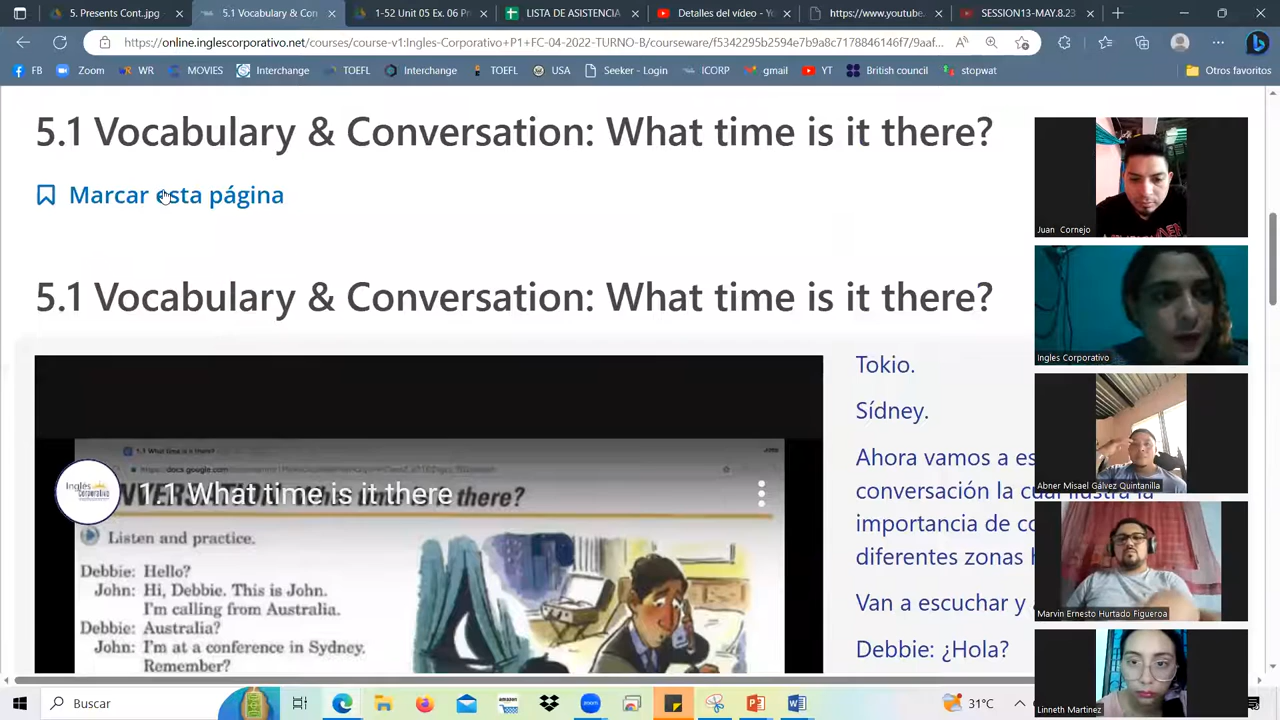 5. Presents Cont..jpg
5.1 Vocabulary & Con
1-52 Unit 05 Ex. 06 Pr
LISTA DE ASISTENCIA
Detalles del vídeo - Yo
https://www.youtube.
SESSION13-MAY.8.23
https://online.inglescorporativo.net/courses/course-v1:Ingles-Corporativo+P1+FC-04-2022-TURNO-B/courseware/f5342295b2594e7b9a8c7178846146f7/9aaf...
FB
Zoom
WR
MOVIES
Interchange
TOEFL
Interchange
TOEFL
USA
Seeker - Login
ICORP
gmail
YT
British council
stopwat
Otros favoritos
5.1 Vocabulary & Conversation: What time is it there?
Marcar esta página
5.1 Vocabulary & Conversation: What time is it there?
1.1 What time is it there
there?
Listen and practice.
Debbie: Hello?
John: Hi, Debbie. This is John.
I'm calling from Australia.
Debbie: Australia?
John: I'm at a conference in Sydney.
Remember?
Tokio.
Sídney.
Ahora vamos a es
conversación la cual ilustra la
importancia de co
diferentes zonas h
Van a escuchar y
Debbie: ¿Hola?
Juan Cornejo
Ingles Corporativo
Abner Misael Gálvez Quintanilla
Marvin Ernesto Hurtado Figueroa
Linneth Martinez
Buscar
31°C